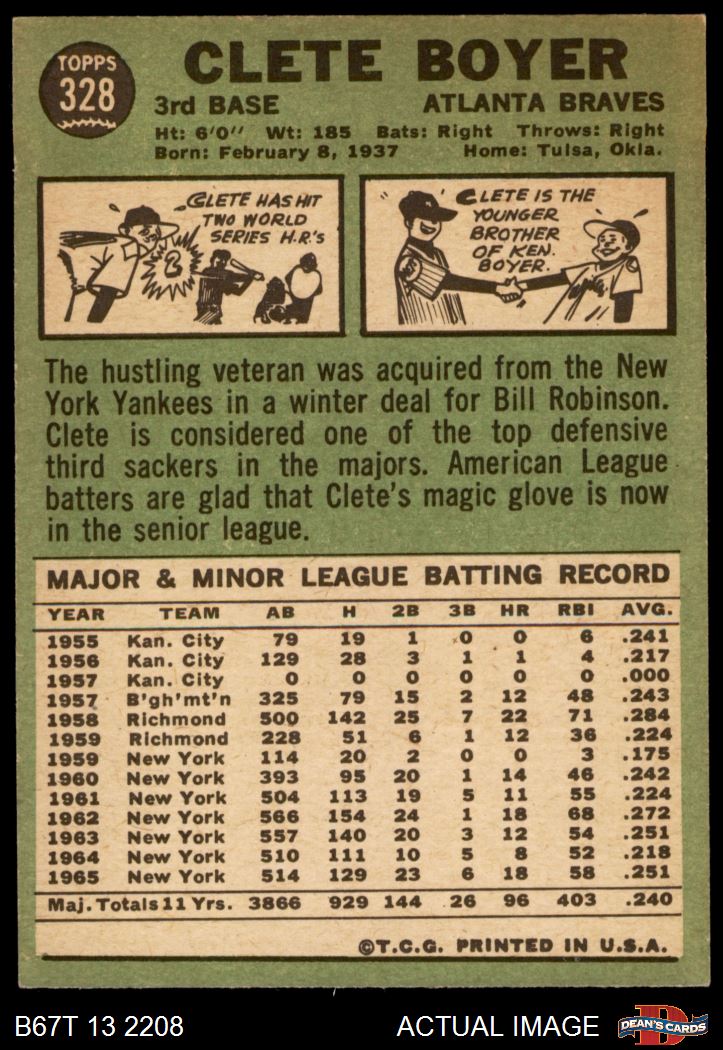 TOPPS
328
CLETE BOYER
3rd BASE ATLANTA BRAVES
Ht: 6'0" Wt: 185 Bats: Right Throws: Right
Born: February 8, 1937 Home: Tulsa, Okla.
CLETE HAS HIT
TWO WORLD
SERIES H.R.'s
2
CLETE IS THE
YOUNGER
BROTHER
OF KEN
BOYER.
The hustling veteran was acquired from the New
York Yankees in a winter deal for Bill Robinson.
Clete is considered one of the top defensive
third sackers in the majors. American League
batters are glad that Clete's magic glove is now
in the senior league.
MAJOR & MINOR LEAGUE BATTING RECORD
YEAR TEAM AB H 2B 3B HR RBI AVG.
1955 Kan. City 79 19 1 0 0 6 .241
1956 Kan. City 129 28 3 1 1 4 .217
1957 Kan. City 0 0 0 0 0 0 .000
1957 B'gh'mt'n 325 79 15 2 12 48 .243
1958 Richmond 500 142 25 7 22 71 .284
1959 Richmond 228 51 6 1 12 36 .224
1959 New York 114 20 2 0 0 3 .175
1960 New York 393 95 20 1 14 46 .242
1961 New York 504 113 19 5 11 55 .224
1962 New York 566 154 24 1 18 68 .272
1963 New York 557 140 20 3 12 54 .251
1964 New York 510 111 10 5 8 52 .218
1965 New York 514 129 23 6 18 58 .251
Maj. Totals 11 Yrs. 3866 929 144 26 96 403 .240
©T.C.G. PRINTED IN U.S.A.
B67T 13 2208 ACTUAL IMAGE DEAN'S CARDS